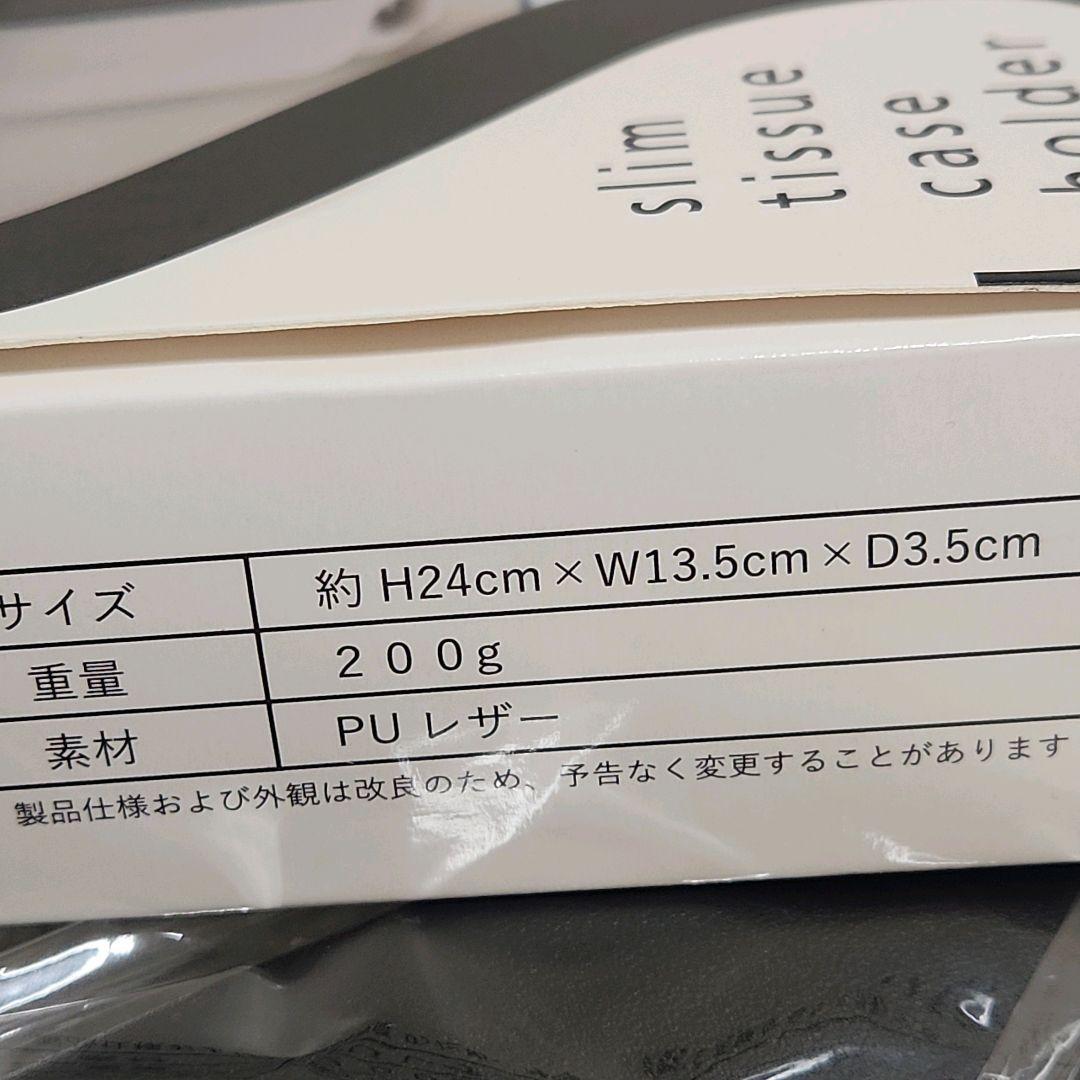 slim
tissue
case
holder
サイズ 約 H24cm×W13.5cm×D3.5cm
重量 200g
素材 PU レザー
製品仕様および外観は改良のため、予告なく変更することがあります